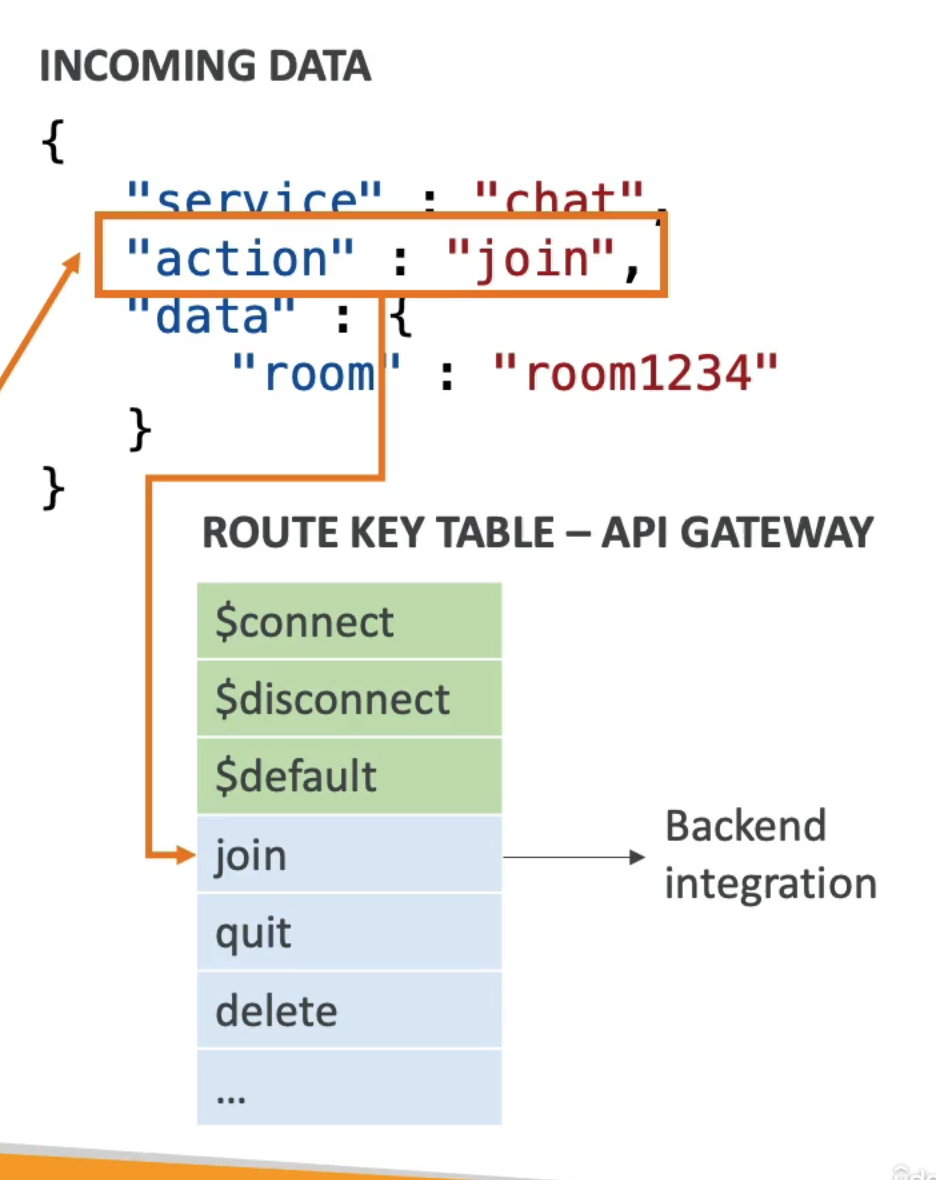 INCOMING DATA
{
"service" : "chat",
"action" : "join",
"data" : {
"room" : "room1234"
}
}
ROUTE KEY TABLE – API GATEWAY
$connect
$disconnect
$default
join
quit
delete
...
Backend
integration